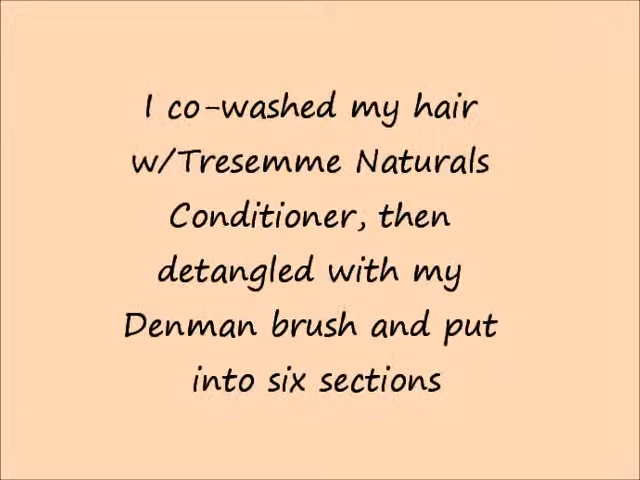 I co-washed my hair
w/Tresemme Naturals
Conditioner, then
detangled with my
Denman brush and put
into six sections